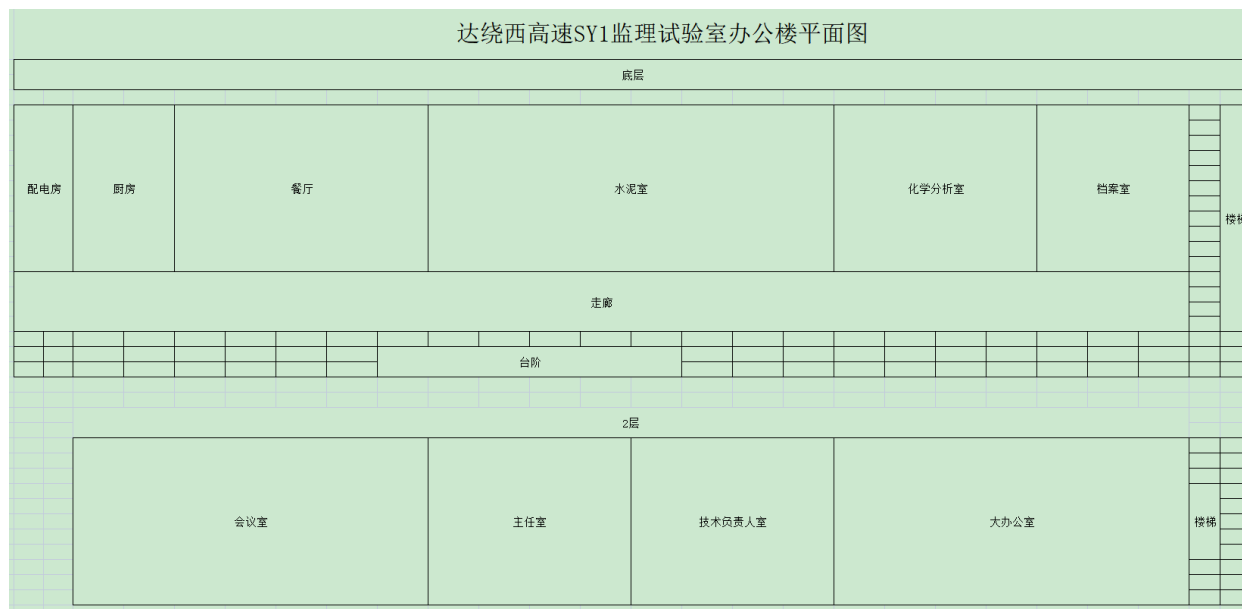 达绕西高速SY1监理试验室办公楼平面图
底层
配电房
厨房
餐厅
水泥室
化学分析室
档案室
楼梯
走廊
台阶
2层
会议室
主任室
技术负责人室
大办公室
楼梯